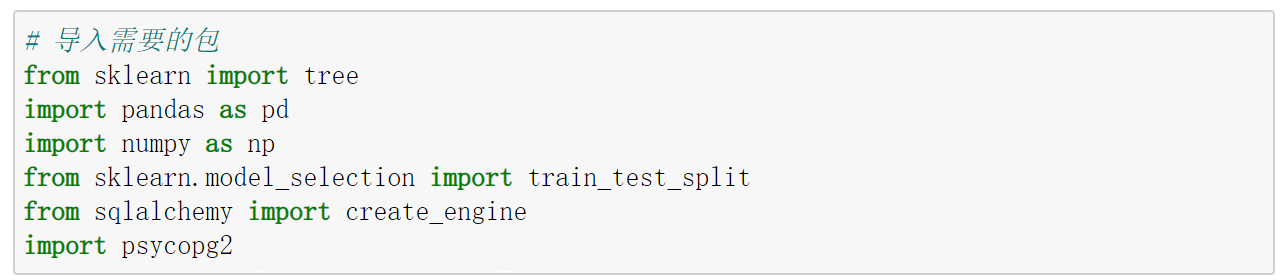 # 导入需要的包
from sklearn import tree
import pandas as pd
import numpy as np
from sklearn.model_selection import train_test_split
from sqlalchemy import create_engine
import psycopg2